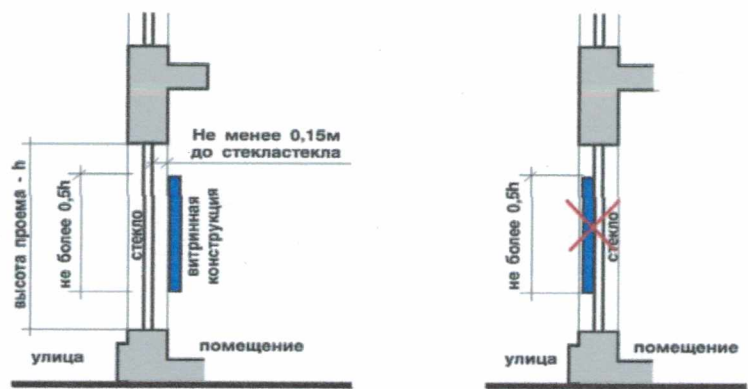 Не менее 0,15м
до стекластекла
высота проема - h
не более 0,5h
стекло
витринная
конструкция
улица
помещение
не более 0,5h
стекло
улица
помещение